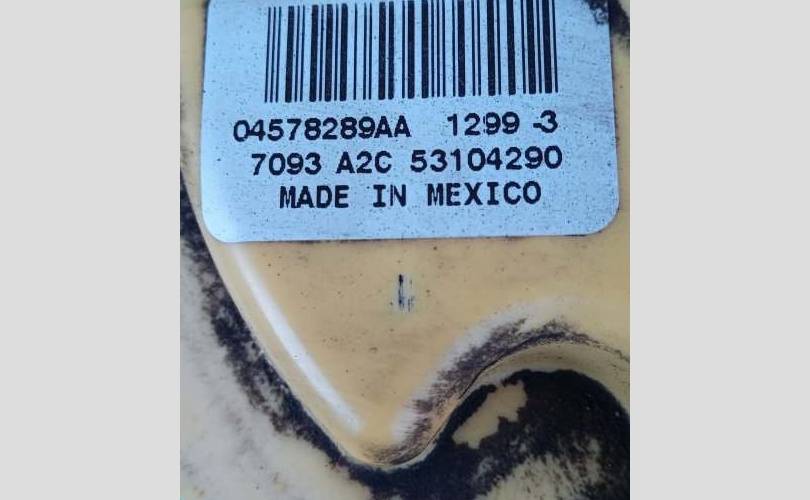 04578289AA 1299 -3
7093 A2C 53104290
MADE IN MEXICO